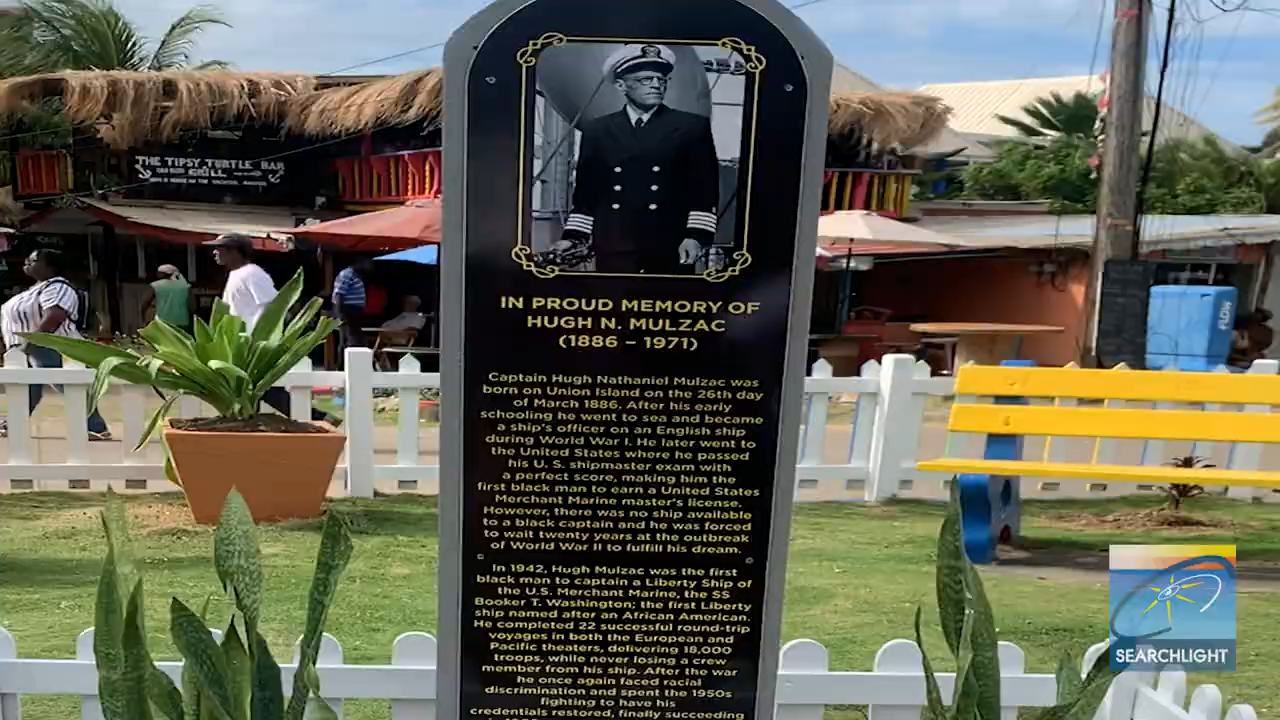 THE TIPSY TURTLE BAR
GRILL
IN PROUD MEMORY OF
HUGH N. MULZAC
(1886 – 1971)
Captain Hugh Nathaniel Mulzac was
born on Union Island on the 26th day
of March 1886. After his early
schooling he went to sea and became
a ship's officer on an English ship
during World War I. He later went to
the United States where he passed
his U. S. shipmaster exam with
a perfect score, making him the
first black man to earn a United States
Merchant Marine master's license.
However, there was no ship available
to a black captain and he was forced
to wait twenty years at the outbreak
of World War II to fulfill his dream.
In 1942, Hugh Mulzac was the first
black man to captain a Liberty Ship of
the U.S. Merchant Marine, the SS
Booker T. Washington; the first Liberty
ship named after an African American.
He completed 22 successful round-trip
voyages in both the European and
Pacific theaters, delivering 18,000
troops, while never losing a crew
member from his ship. After the war
he once again faced racial
discrimination and spent the 1950s
fighting to have his
credentials restored, finally succeeding
FLOW
SEARCHLIGHT